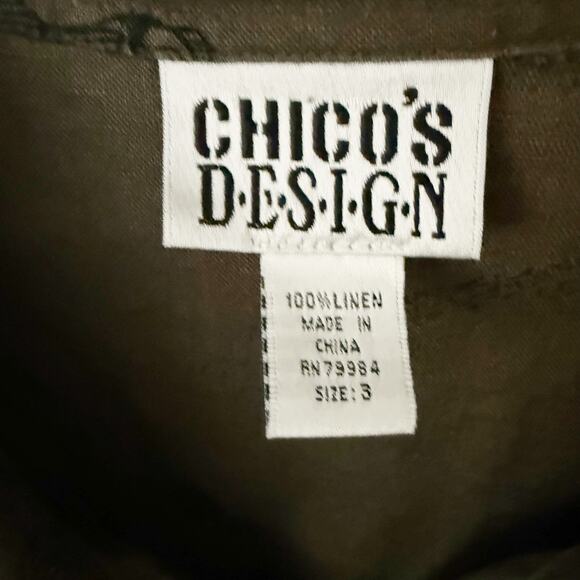 CHICO'S
D·E·S·I·G·N
100% LINEN
MADE IN
CHINA
RN79984
SIZE: 3